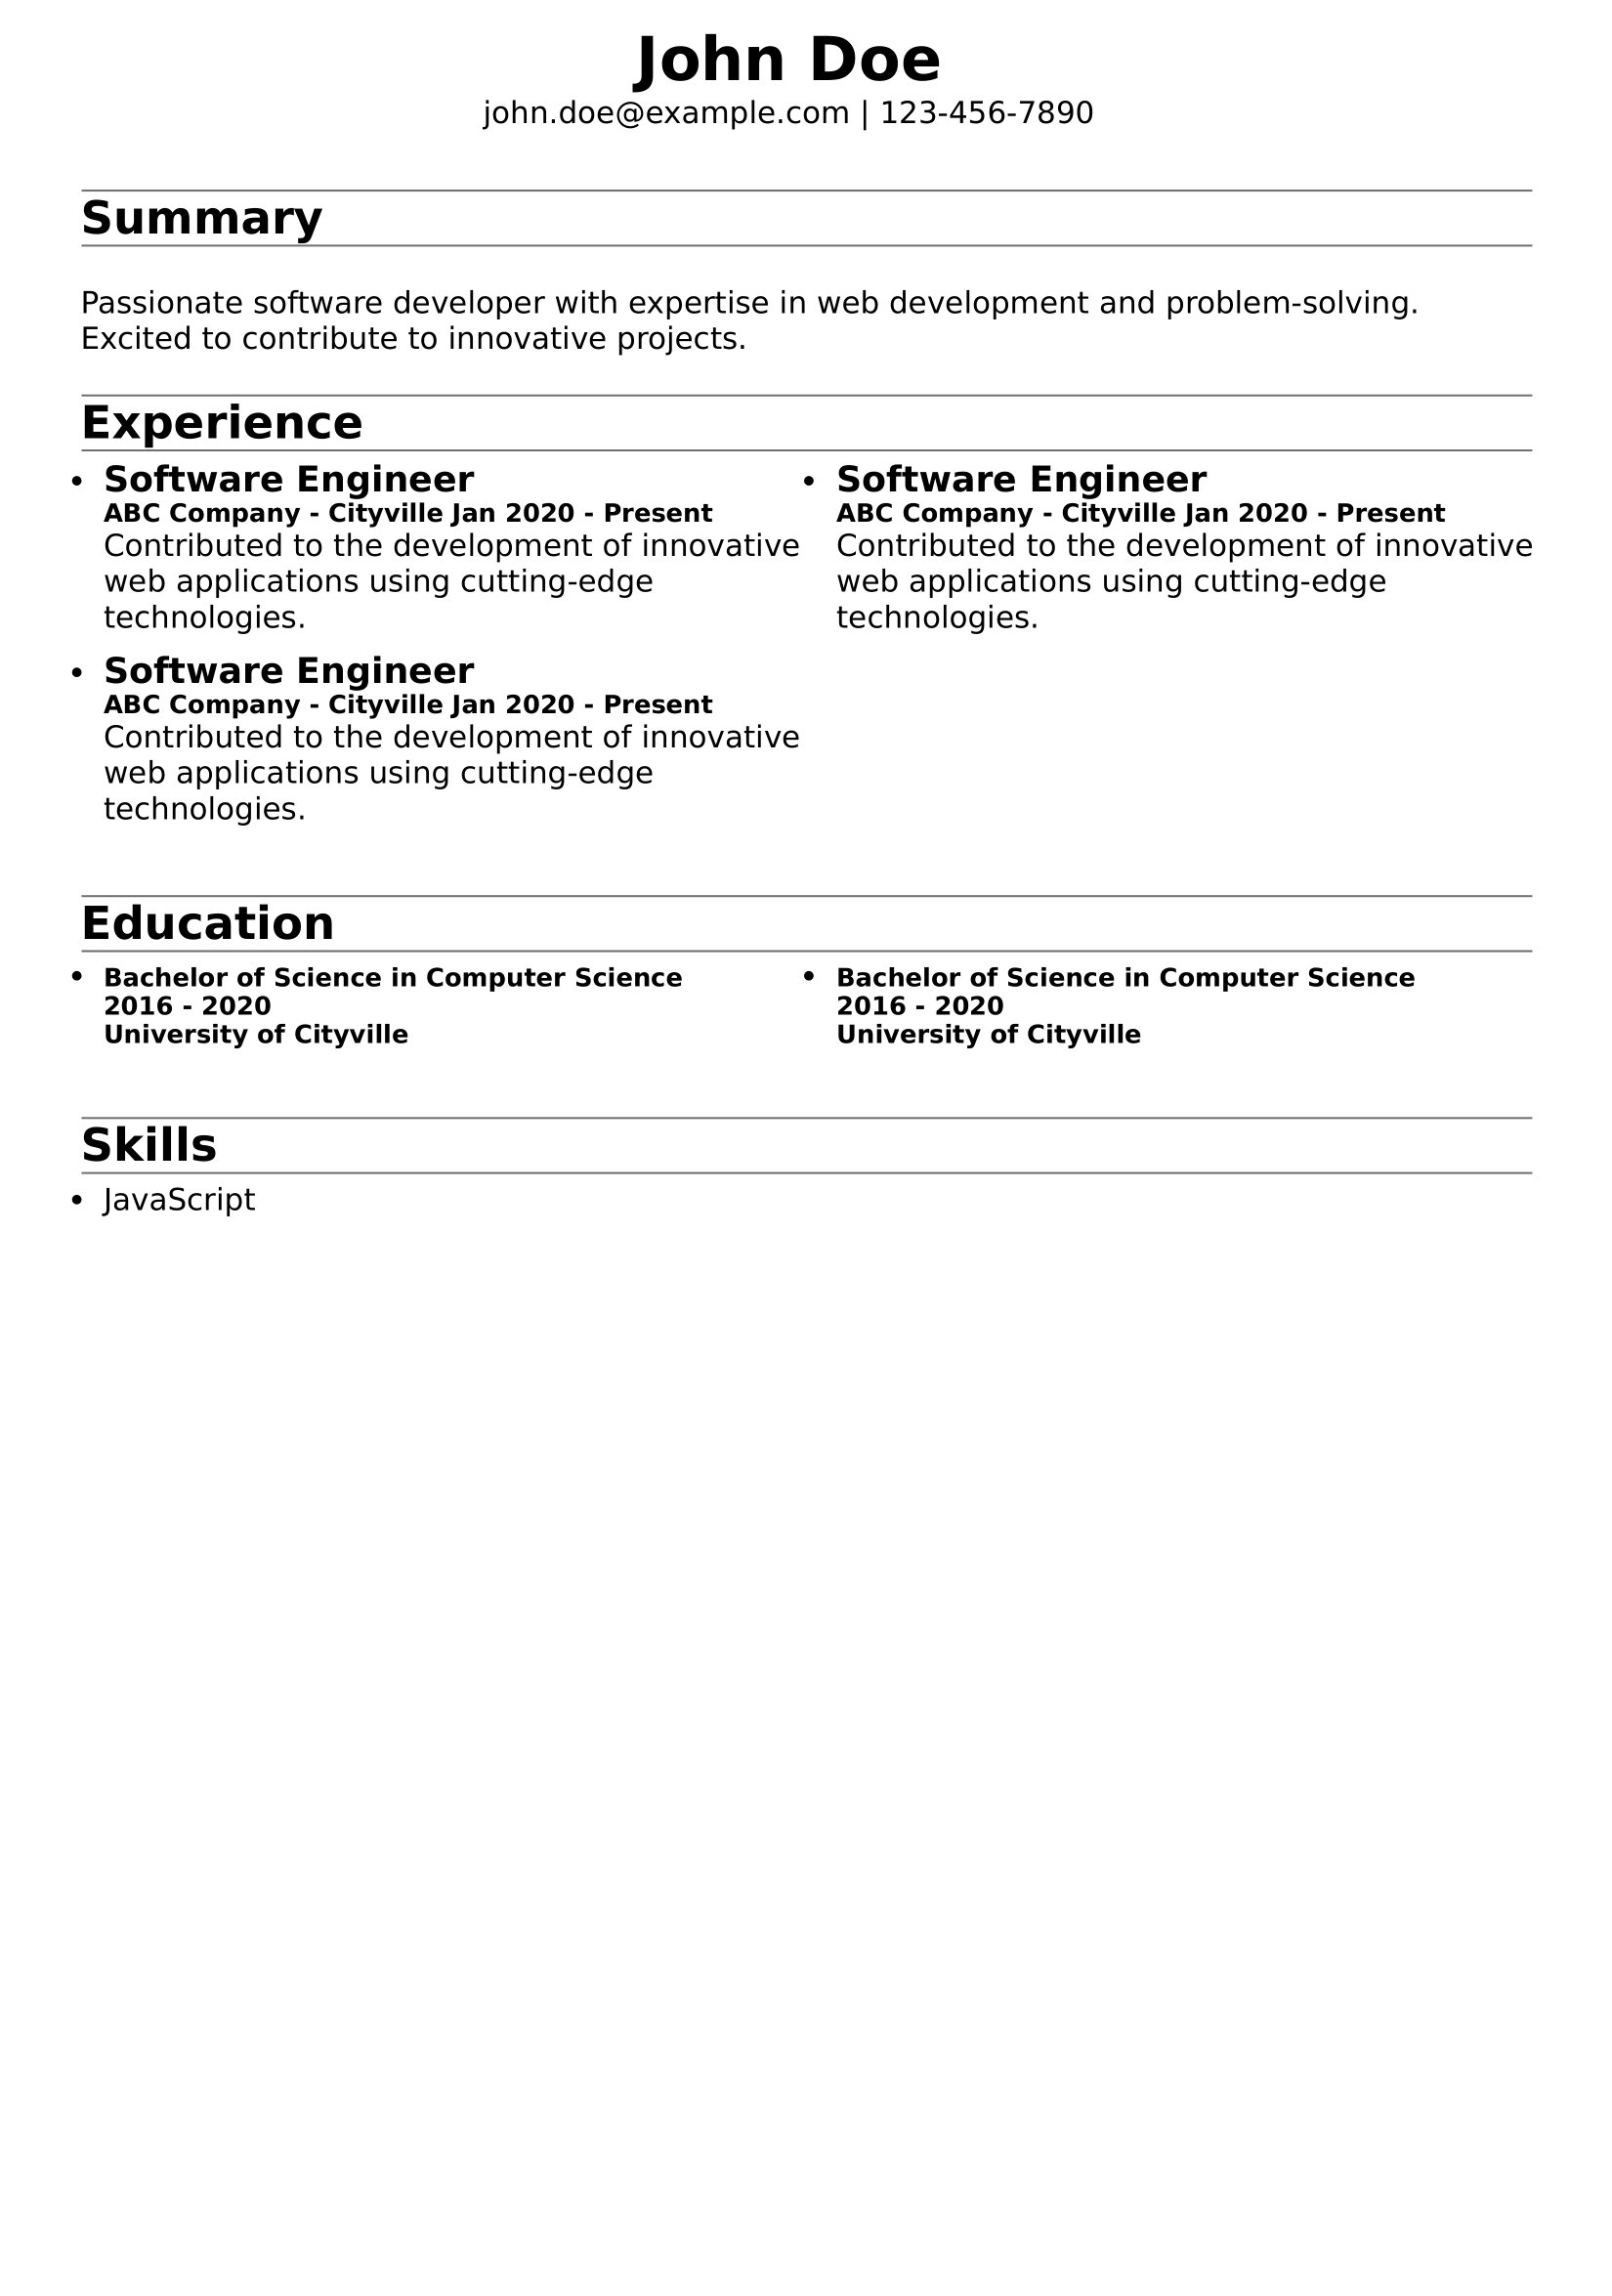 John Doe
john.doe@example.com | 123-456-7890
Summary
Passionate software developer with expertise in web development and problem-solving.
Excited to contribute to innovative projects.
Experience
• Software Engineer
ABC Company - Cityville Jan 2020 - Present
Contributed to the development of innovative
web applications using cutting-edge
technologies.
• Software Engineer
ABC Company - Cityville Jan 2020 - Present
Contributed to the development of innovative
web applications using cutting-edge
technologies.
• Software Engineer
ABC Company - Cityville Jan 2020 - Present
Contributed to the development of innovative
web applications using cutting-edge
technologies.
Education
• Bachelor of Science in Computer Science
2016 - 2020
University of Cityville
• Bachelor of Science in Computer Science
2016 - 2020
University of Cityville
Skills
• JavaScript